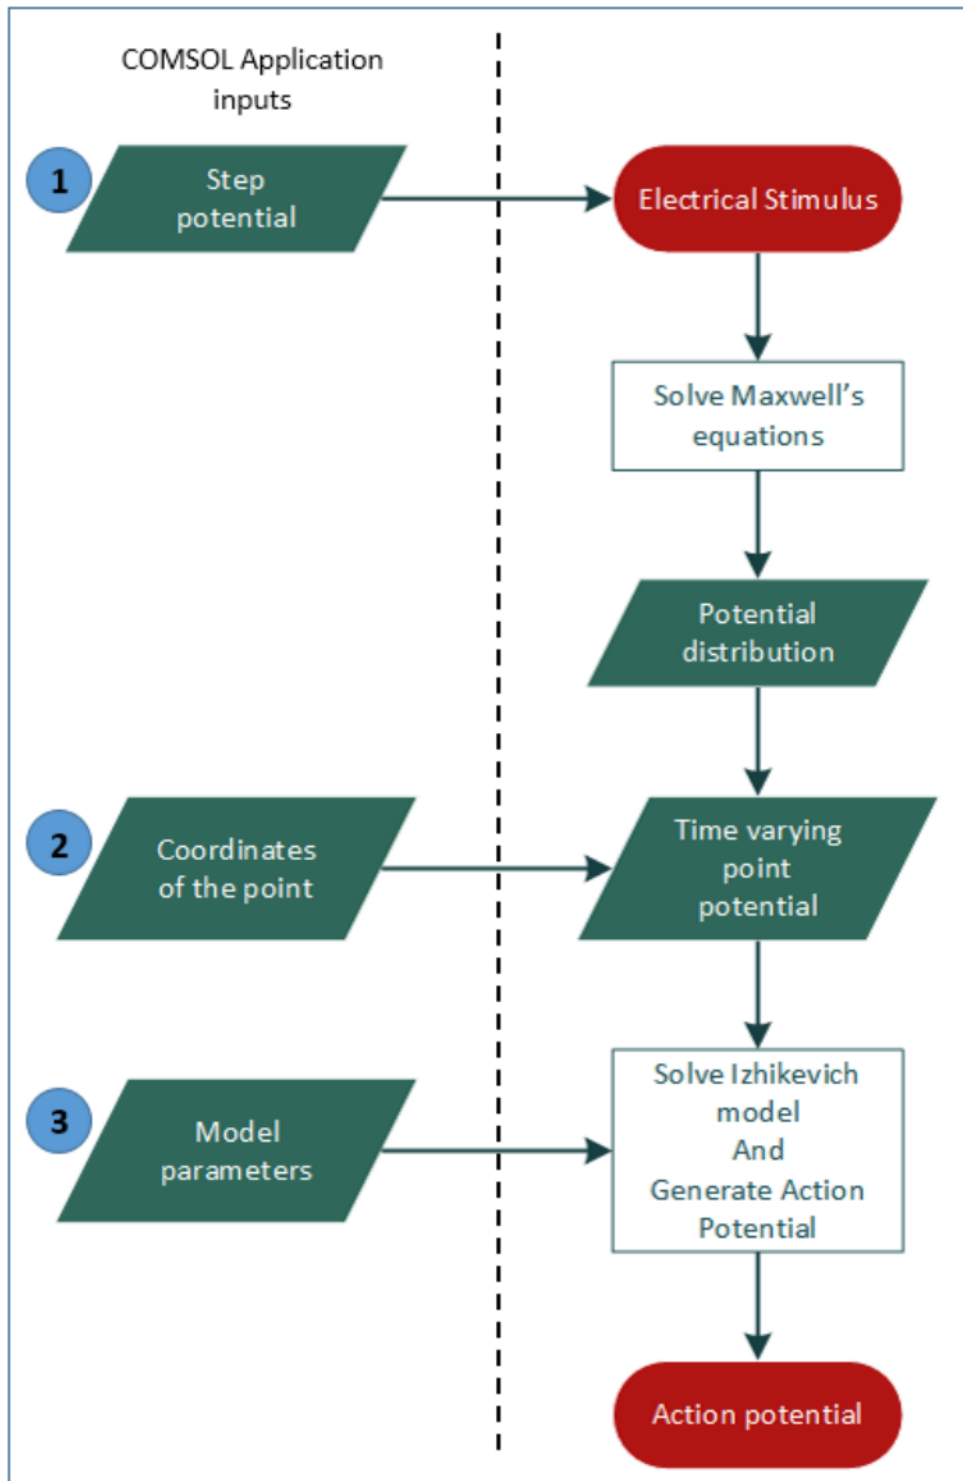 COMSOL Application
inputs
1
Step
potential
Electrical Stimulus
Solve Maxwell's
equations
Potential
distribution
2
Coordinates
of the point
Time varying
point
potential
3
Model
parameters
Solve Izhikevich
model
And
Generate Action
Potential
Action potential